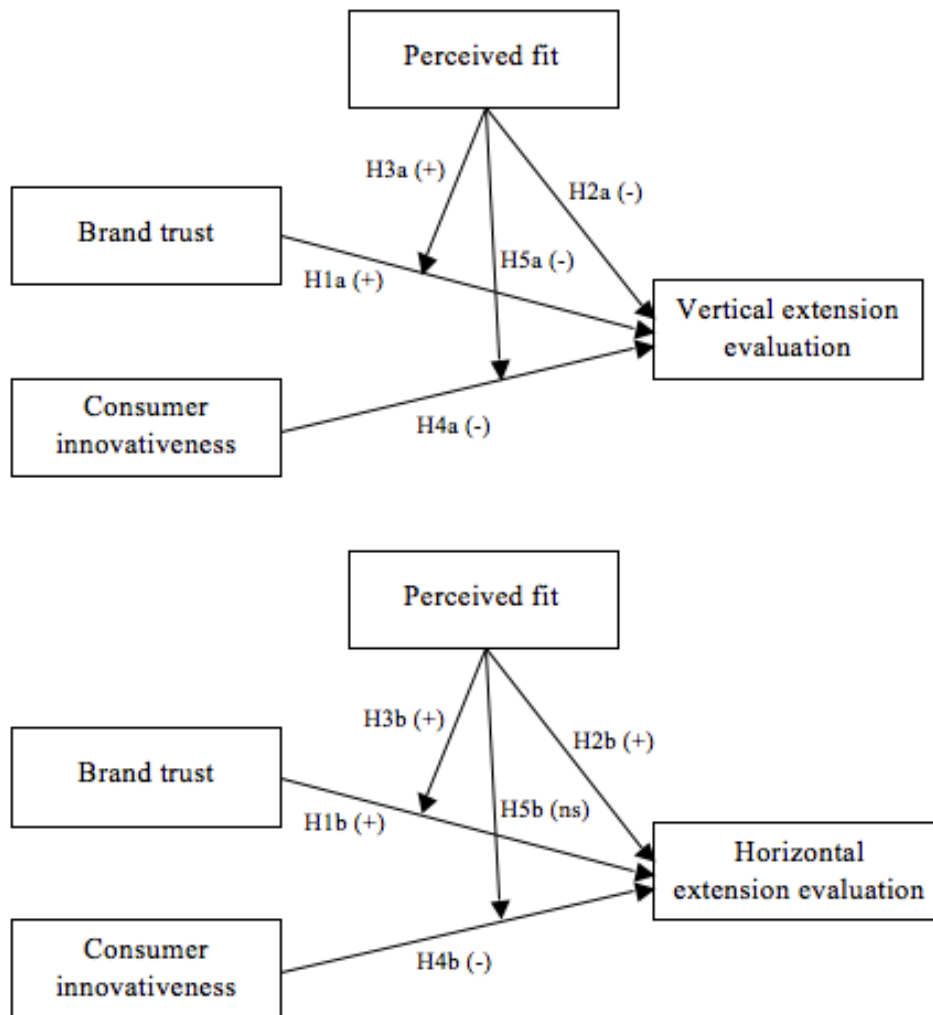 Perceived fit
H3a (+)
H2a (-)
Brand trust
H5a (-)
H1a (+)
Vertical extension
evaluation
Consumer
innovativeness
H4a (-)
Perceived fit
H3b (+)
H2b (+)
Brand trust
H5b (ns)
H1b (+)
Horizontal
extension evaluation
Consumer
innovativeness
H4b (-)